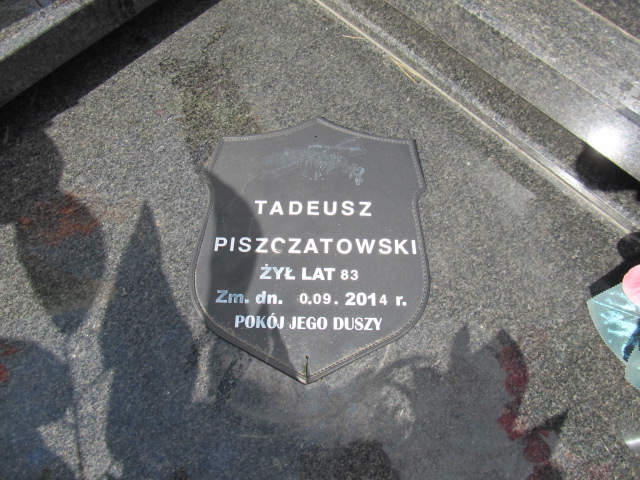 Ś.P.
TADEUSZ
PISZCZATOWSKI
ŻYŁ LAT 83
Zm. dn. 0.09. 2014 r.
POKÓJ JEGO DUSZY